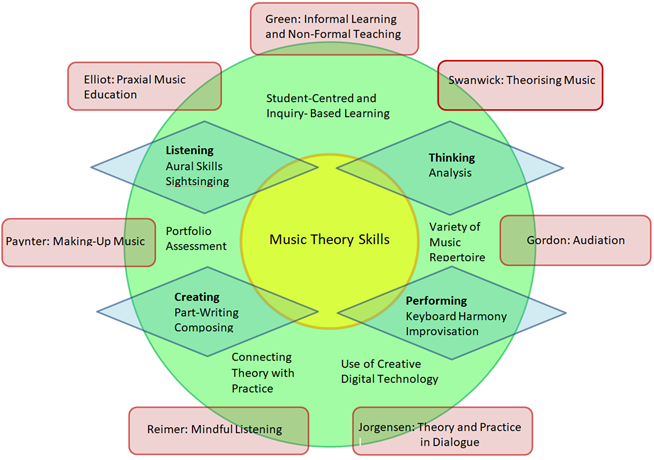 Green: Informal Learning
and Non-Formal Teaching
Elliot: Praxial Music
Education
Swanwick: Theorising Music
Student-Centred and
Inquiry- Based Learning
Listening
Aural Skills
Sightsinging
Thinking
Analysis
Paynter: Making-Up Music
Portfolio
Assessment
Music Theory Skills
Variety of
Music
Repertoire
Gordon: Audiation
Creating
Part-Writing
Composing
Performing
Keyboard Harmony
Improvisation
Connecting
Theory with
Practice
Use of Creative
Digital Technology
Reimer: Mindful Listening
Jorgensen: Theory and Practice
in Dialogue